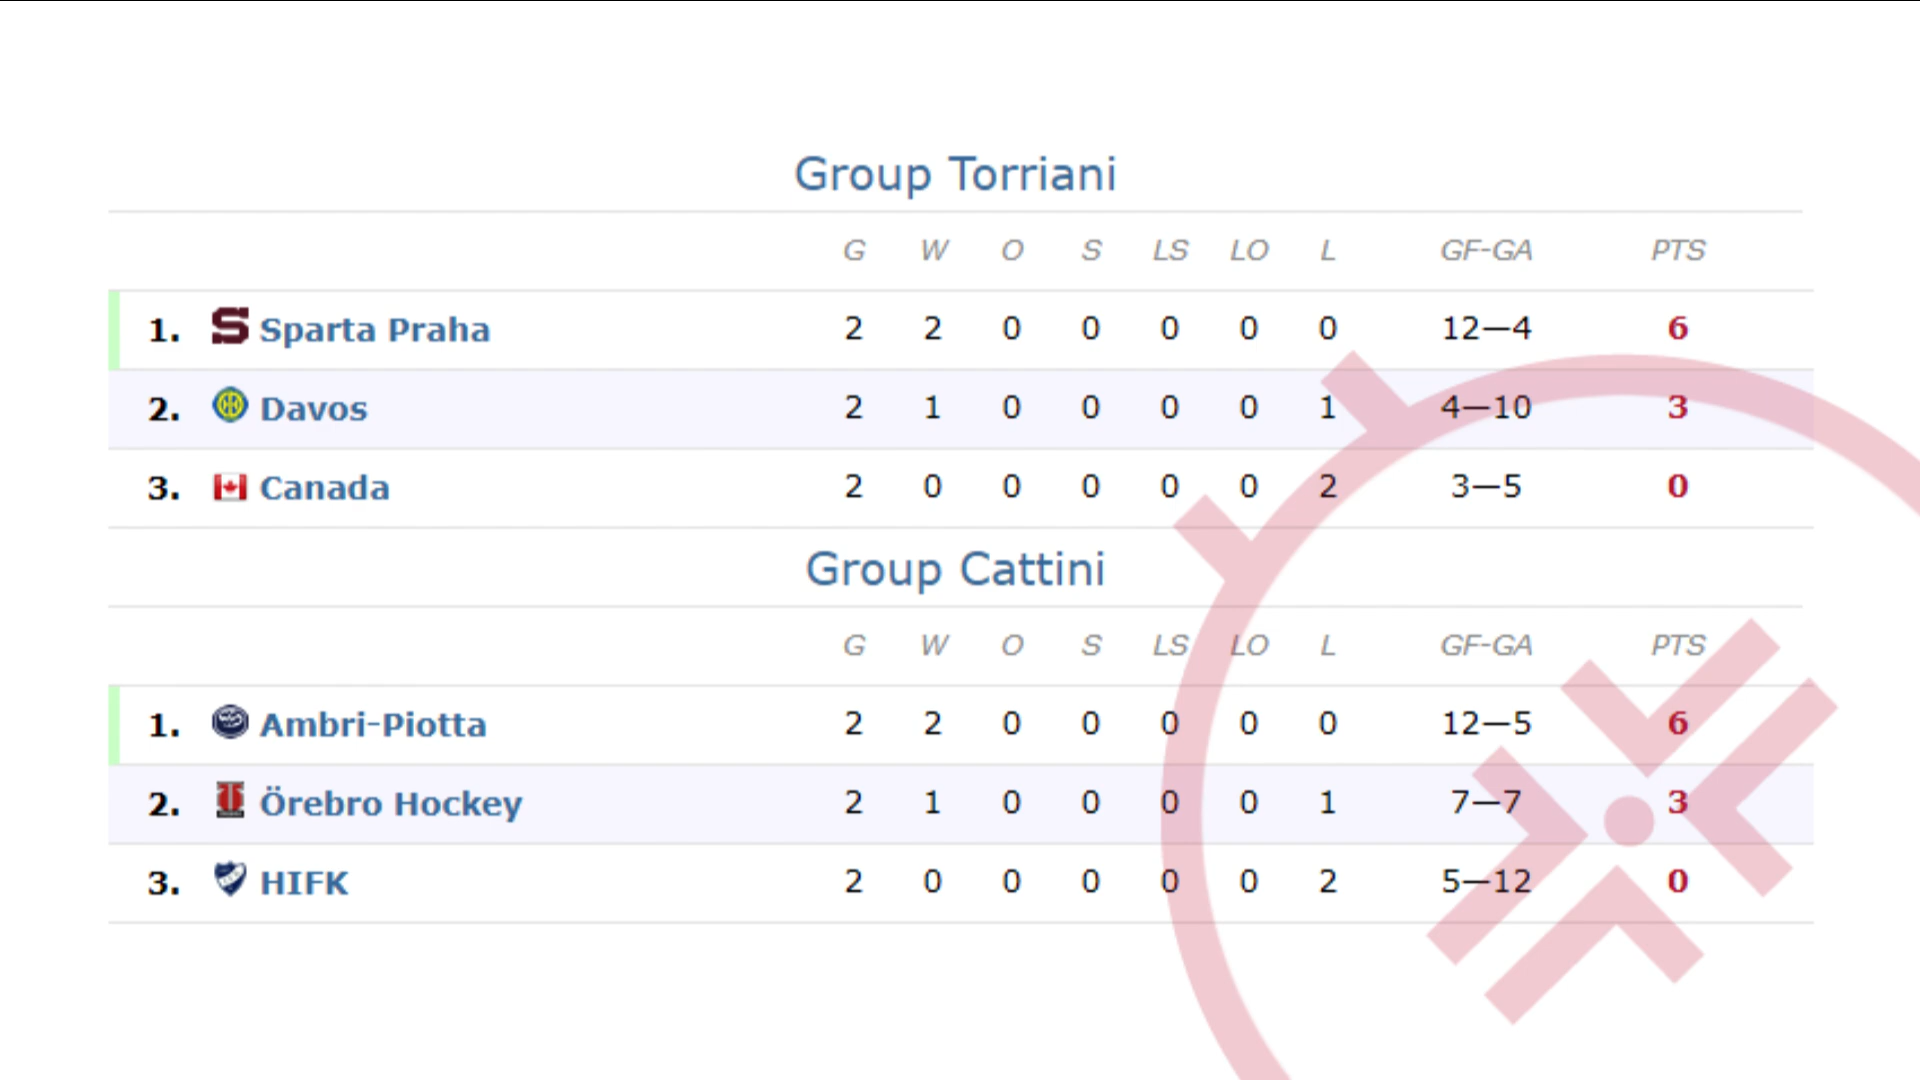 Group Torriani
G W O S LS LO L GF-GA PTS
1. Sparta Praha 2 2 0 0 0 0 0 12—4 6
2. Davos 2 1 0 0 0 0 1 4—10 3
3. Canada 2 0 0 0 0 0 2 3—5 0
Group Cattini
G W O S LS LO L GF-GA PTS
1. Ambri-Piotta 2 2 0 0 0 0 0 12—5 6
2. Örebro Hockey 2 1 0 0 0 0 1 7—7 3
3. HIFK 2 0 0 0 0 0 2 5—12 0